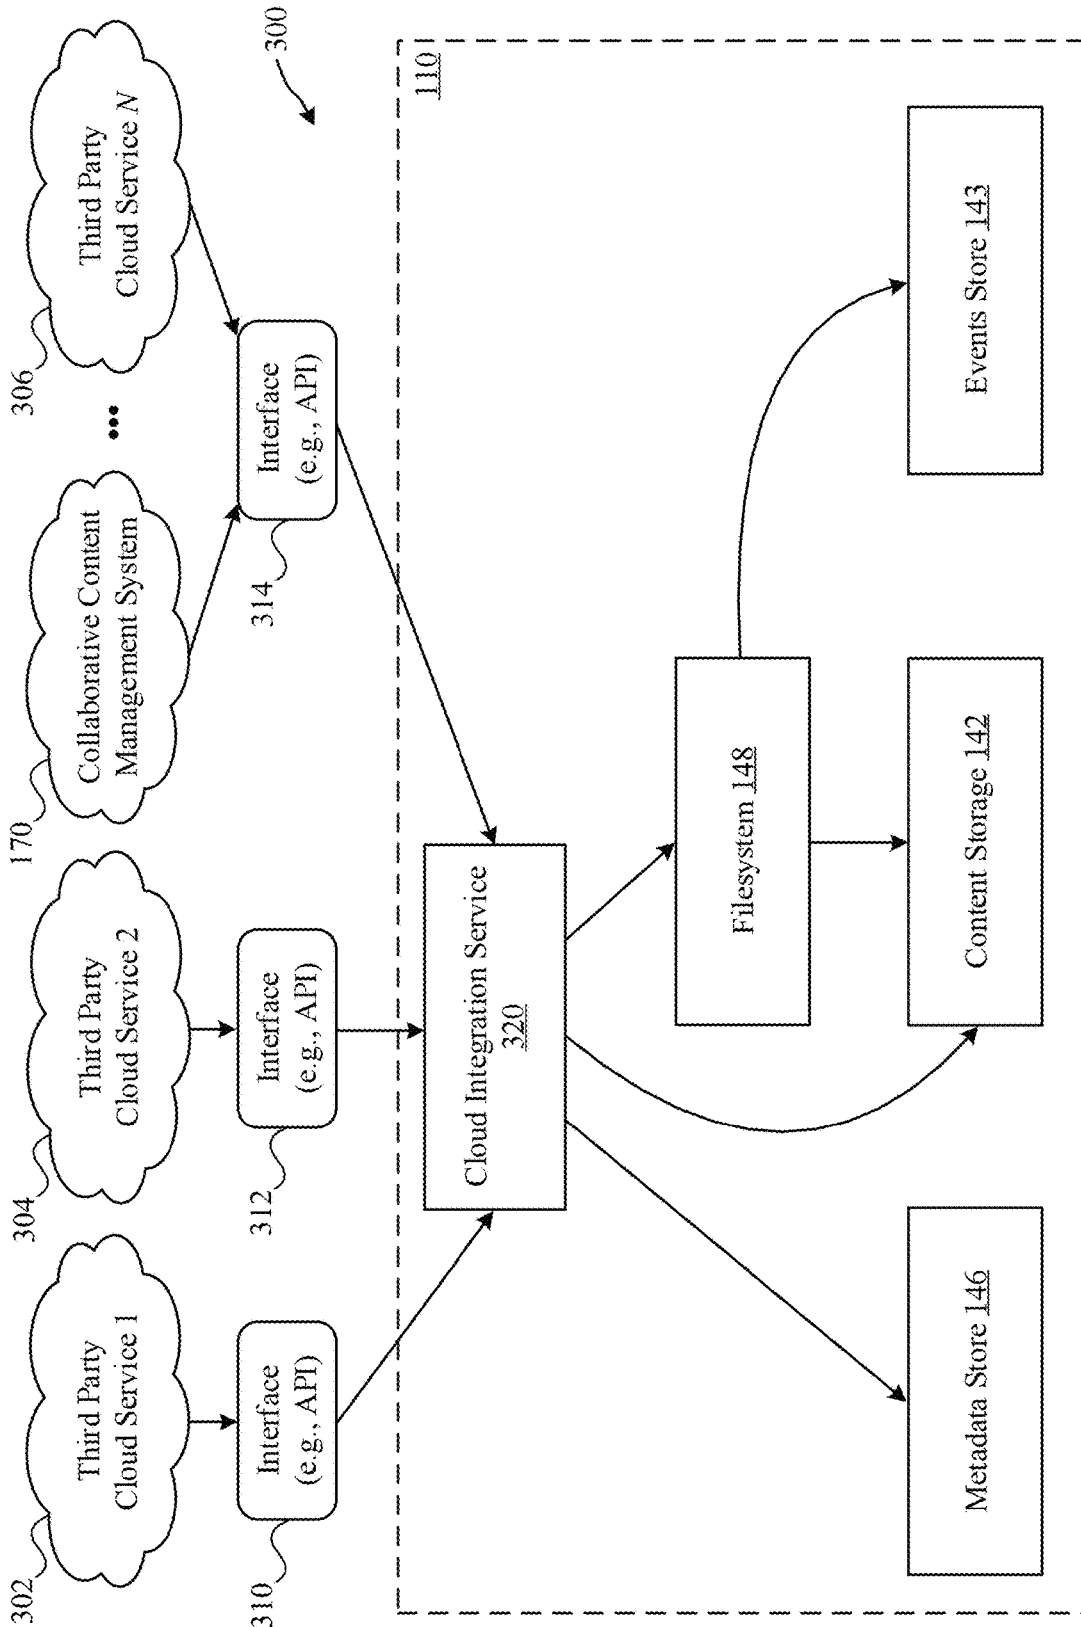 302
Third Party
Cloud Service 1
304
Third Party
Cloud Service 2
170
Collaborative Content
Management System
•••
306
Third Party
Cloud Service N
310
Interface
(e.g., API)
312
Interface
(e.g., API)
314
Interface
(e.g., API)
300
110
Cloud Integration Service
320
Filesystem 148
Metadata Store 146
Content Storage 142
Events Store 143